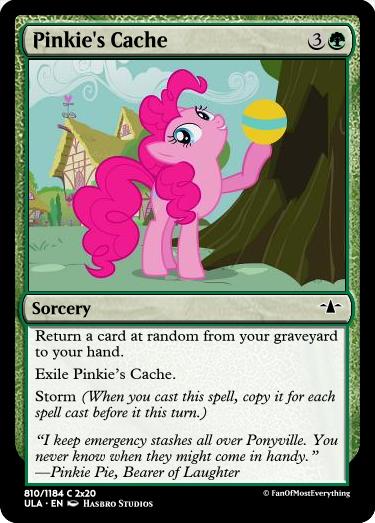 Pinkie's Cache 3
Sorcery
Return a card at random from your graveyard
to your hand.
Exile Pinkie's Cache.
Storm (When you cast this spell, copy it for each
spell cast before it this turn.)
"I keep emergency stashes all over Ponyville. You
never know when they might come in handy."
—Pinkie Pie, Bearer of Laughter
810/1184 C 2x20
ULA • EN Hasbro Studios
© FanOfMostEverything